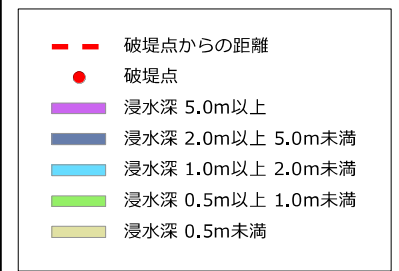 破堤点からの距離
破堤点
浸水深 5.0m以上
浸水深 2.0m以上 5.0m未満
浸水深 1.0m以上 2.0m未満
浸水深 0.5m以上 1.0m未満
浸水深 0.5m未満